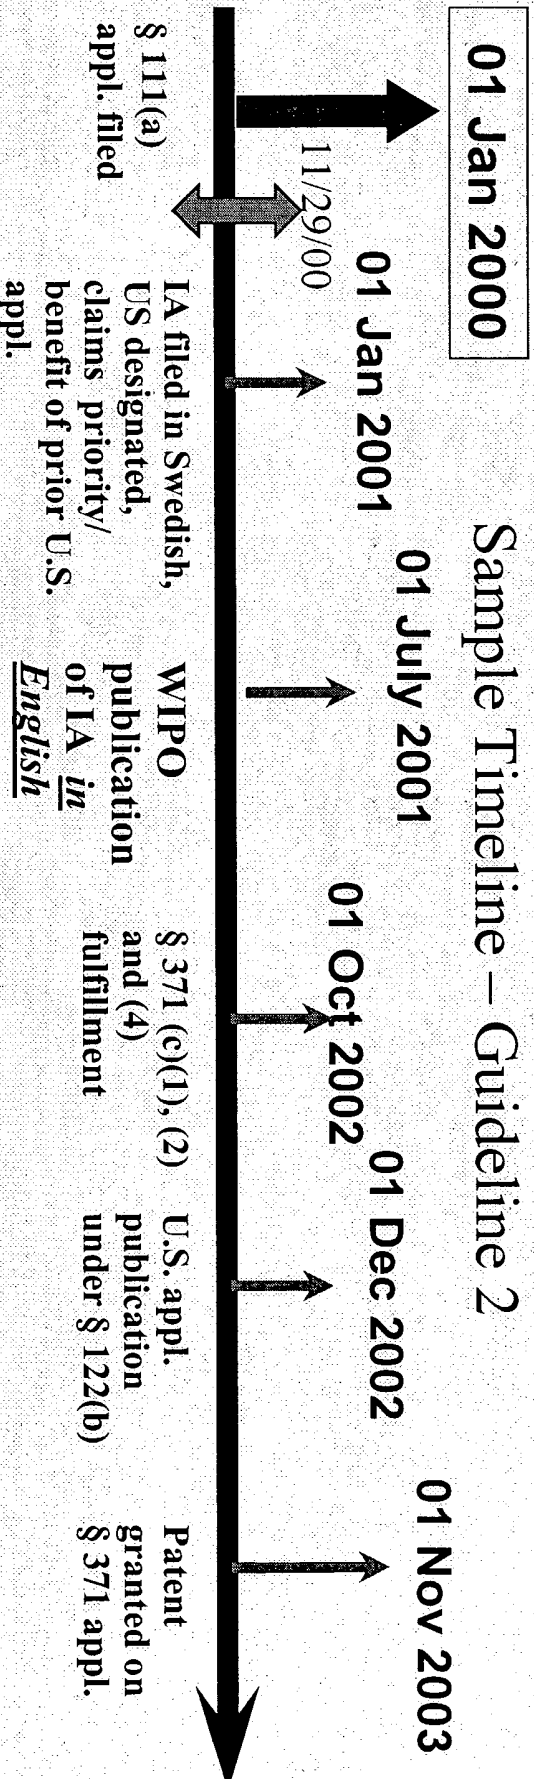 Sample Timeline – Guideline 2
01 Jan 2000
11/29/00
01 Jan 2001
01 July 2001
01 Oct 2002
01 Dec 2002
01 Nov 2003
§ 111(a)
appl. filed
IA filed in Swedish,
US designated,
claims priority/
benefit of prior U.S.
appl.
WIPO
publication
of IA in
English
§ 371 (c)(1), (2)
and (4)
fulfillment
U.S. appl.
publication
under § 122(b)
Patent
granted on
§ 371 appl.